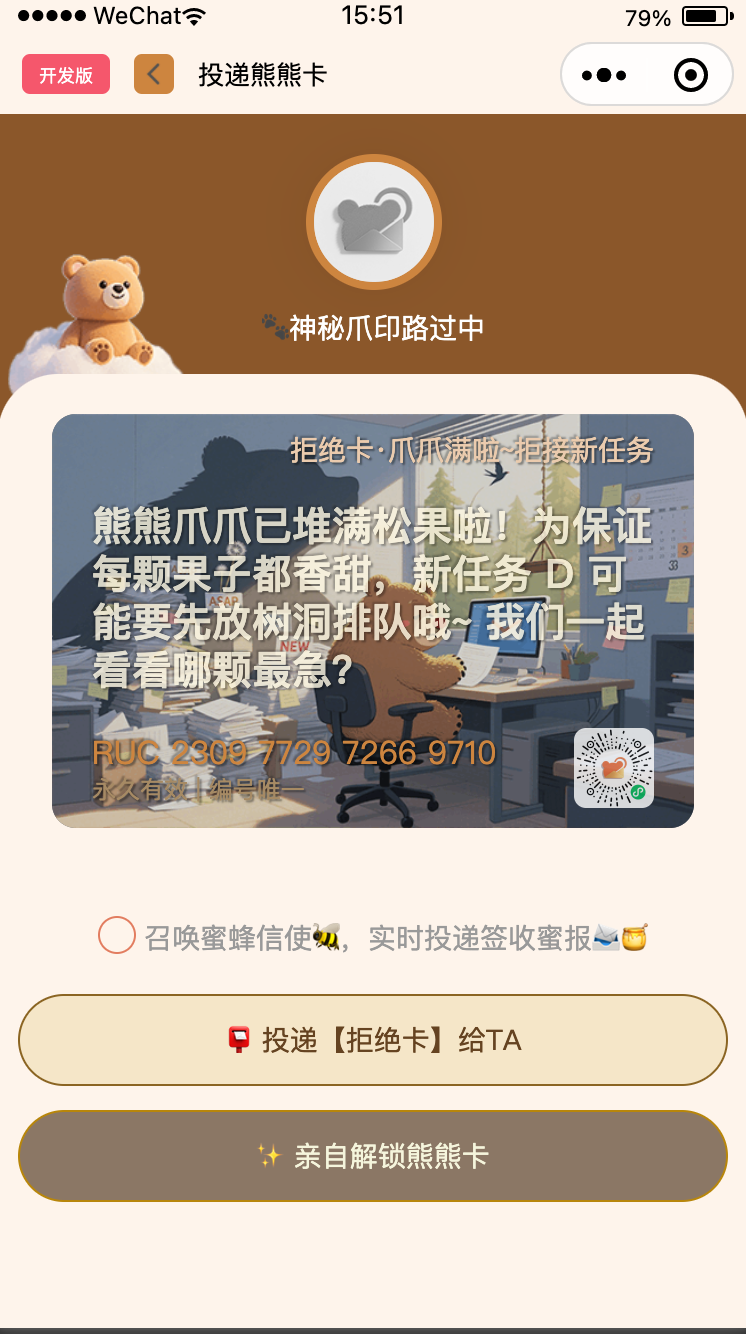 WeChat 15:51 79%
开发版 投递熊熊卡
🐾神秘爪印路过中
拒绝卡·爪爪满啦~拒接新任务
熊熊爪爪已堆满松果啦！为保证
每颗果子都香甜，新任务 D 可
能要先放树洞排队哦~ 我们一起
看看哪颗最急？
ASAP
NEW
3
33
RUC 2309 7729 7266 9710
永久有效 | 编号唯一
召唤蜜蜂信使🐝，实时投递签收蜜报📨🍯
📮 投递【拒绝卡】给TA
✨ 亲自解锁熊熊卡